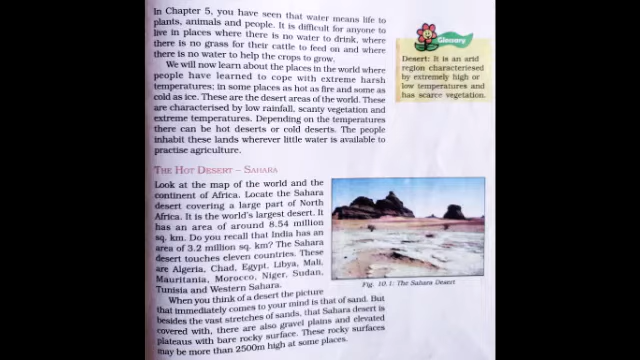 In Chapter 5, you have seen that water means life to
plants, animals and people. It is difficult for anyone to
live in places where there is no water to drink, where
there is no grass for their cattle to feed on and where
there is no water to help the crops to grow.
We will now learn about the places in the world where
people have learned to cope with extreme harsh
temperatures; in some places as hot as fire and some as
cold as ice. These are the desert areas of the world. These
are characterised by low rainfall, scanty vegetation and
extreme temperatures. Depending on the temperatures
there can be hot deserts or cold deserts. The people
inhabit these lands wherever little water is available to
practise agriculture.
Glossary
Desert: It is an arid
region characterised
by extremely high or
low temperatures and
has scarce vegetation.
THE HOT DESERT – SAHARA
Look at the map of the world and the
continent of Africa. Locate the Sahara
desert covering a large part of North
Africa. It is the world's largest desert. It
has an area of around 8.54 million
sq. km. Do you recall that India has an
area of 3.2 million sq. km? The Sahara
desert touches eleven countries. These
are Algeria, Chad, Egypt, Libya, Mali,
Mauritania, Morocco, Niger, Sudan,
Tunisia and Western Sahara.
Fig. 10.1: The Sahara Desert
When you think of a desert the picture
that immediately comes to your mind is that of sand. But
besides the vast stretches of sands, that Sahara desert is
covered with, there are also gravel plains and elevated
plateaus with bare rocky surface. These rocky surfaces
may be more than 2500m high at some places.